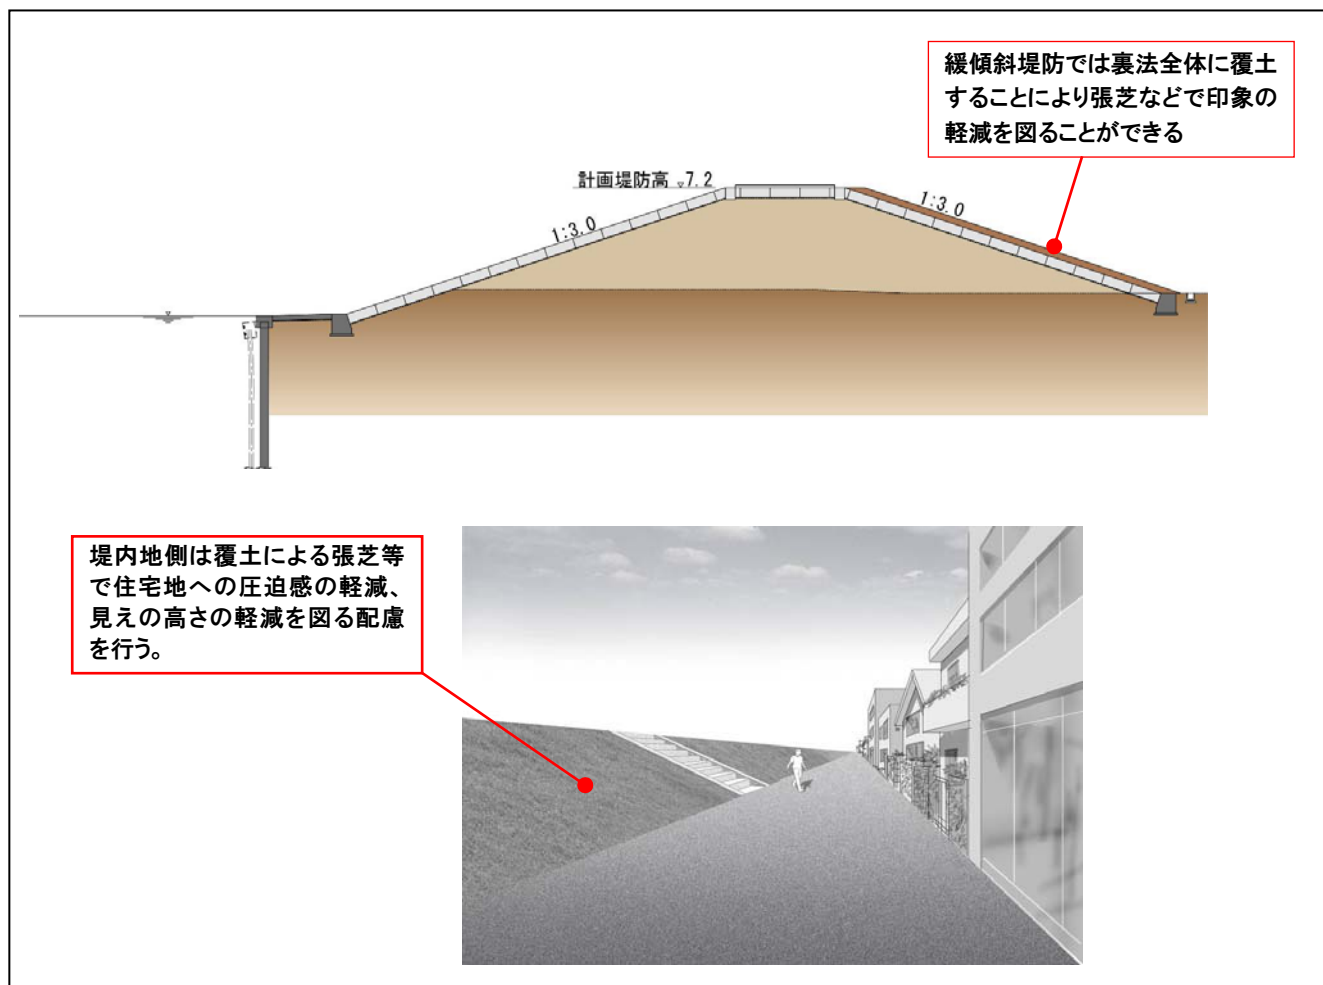 緩傾斜堤防では裏法全体に覆土
することにより張芝などで印象の
軽減を図ることができる
計画堤防高 ▽7.2
1:3.0
1:3.0
堤内地側は覆土による張芝等
で住宅地への圧迫感の軽減、
見えの高さの軽減を図る配慮
を行う。